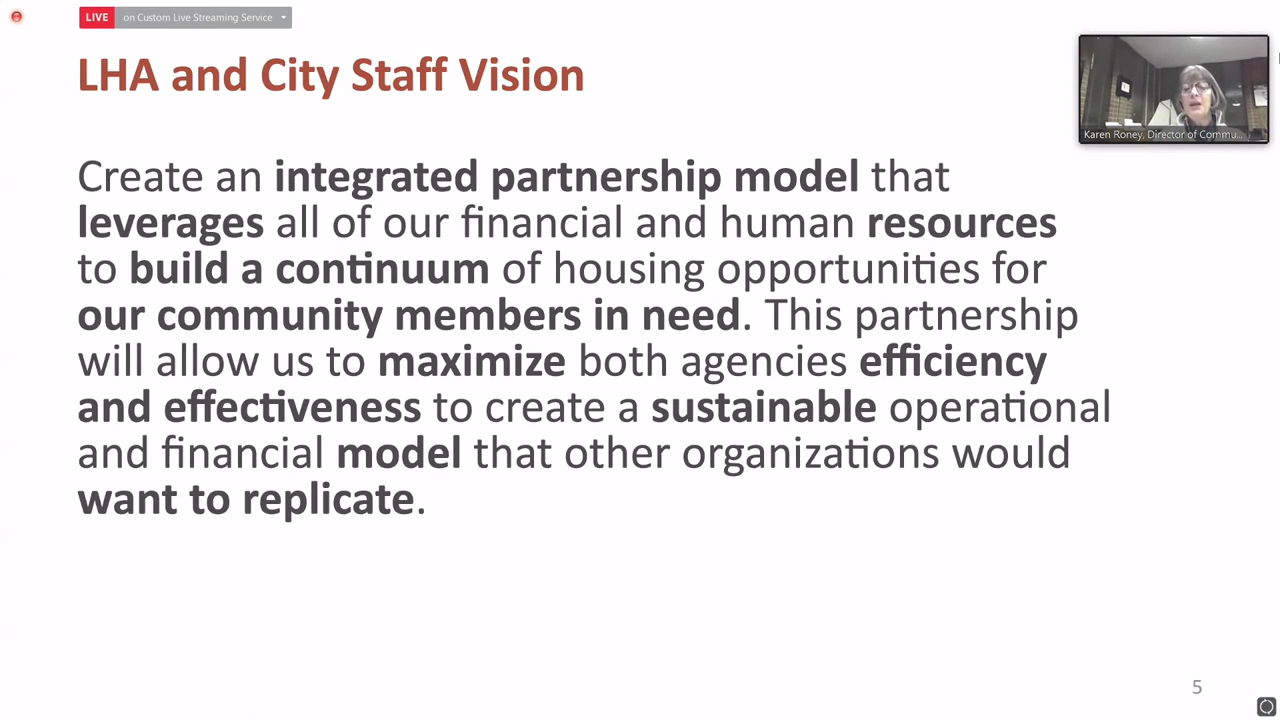 LIVE on Custom Live Streaming Service
LHA and City Staff Vision
Karen Roney, Director of Commu...
Create an integrated partnership model that
leverages all of our financial and human resources
to build a continuum of housing opportunities for
our community members in need. This partnership
will allow us to maximize both agencies efficiency
and effectiveness to create a sustainable operational
and financial model that other organizations would
want to replicate.
5